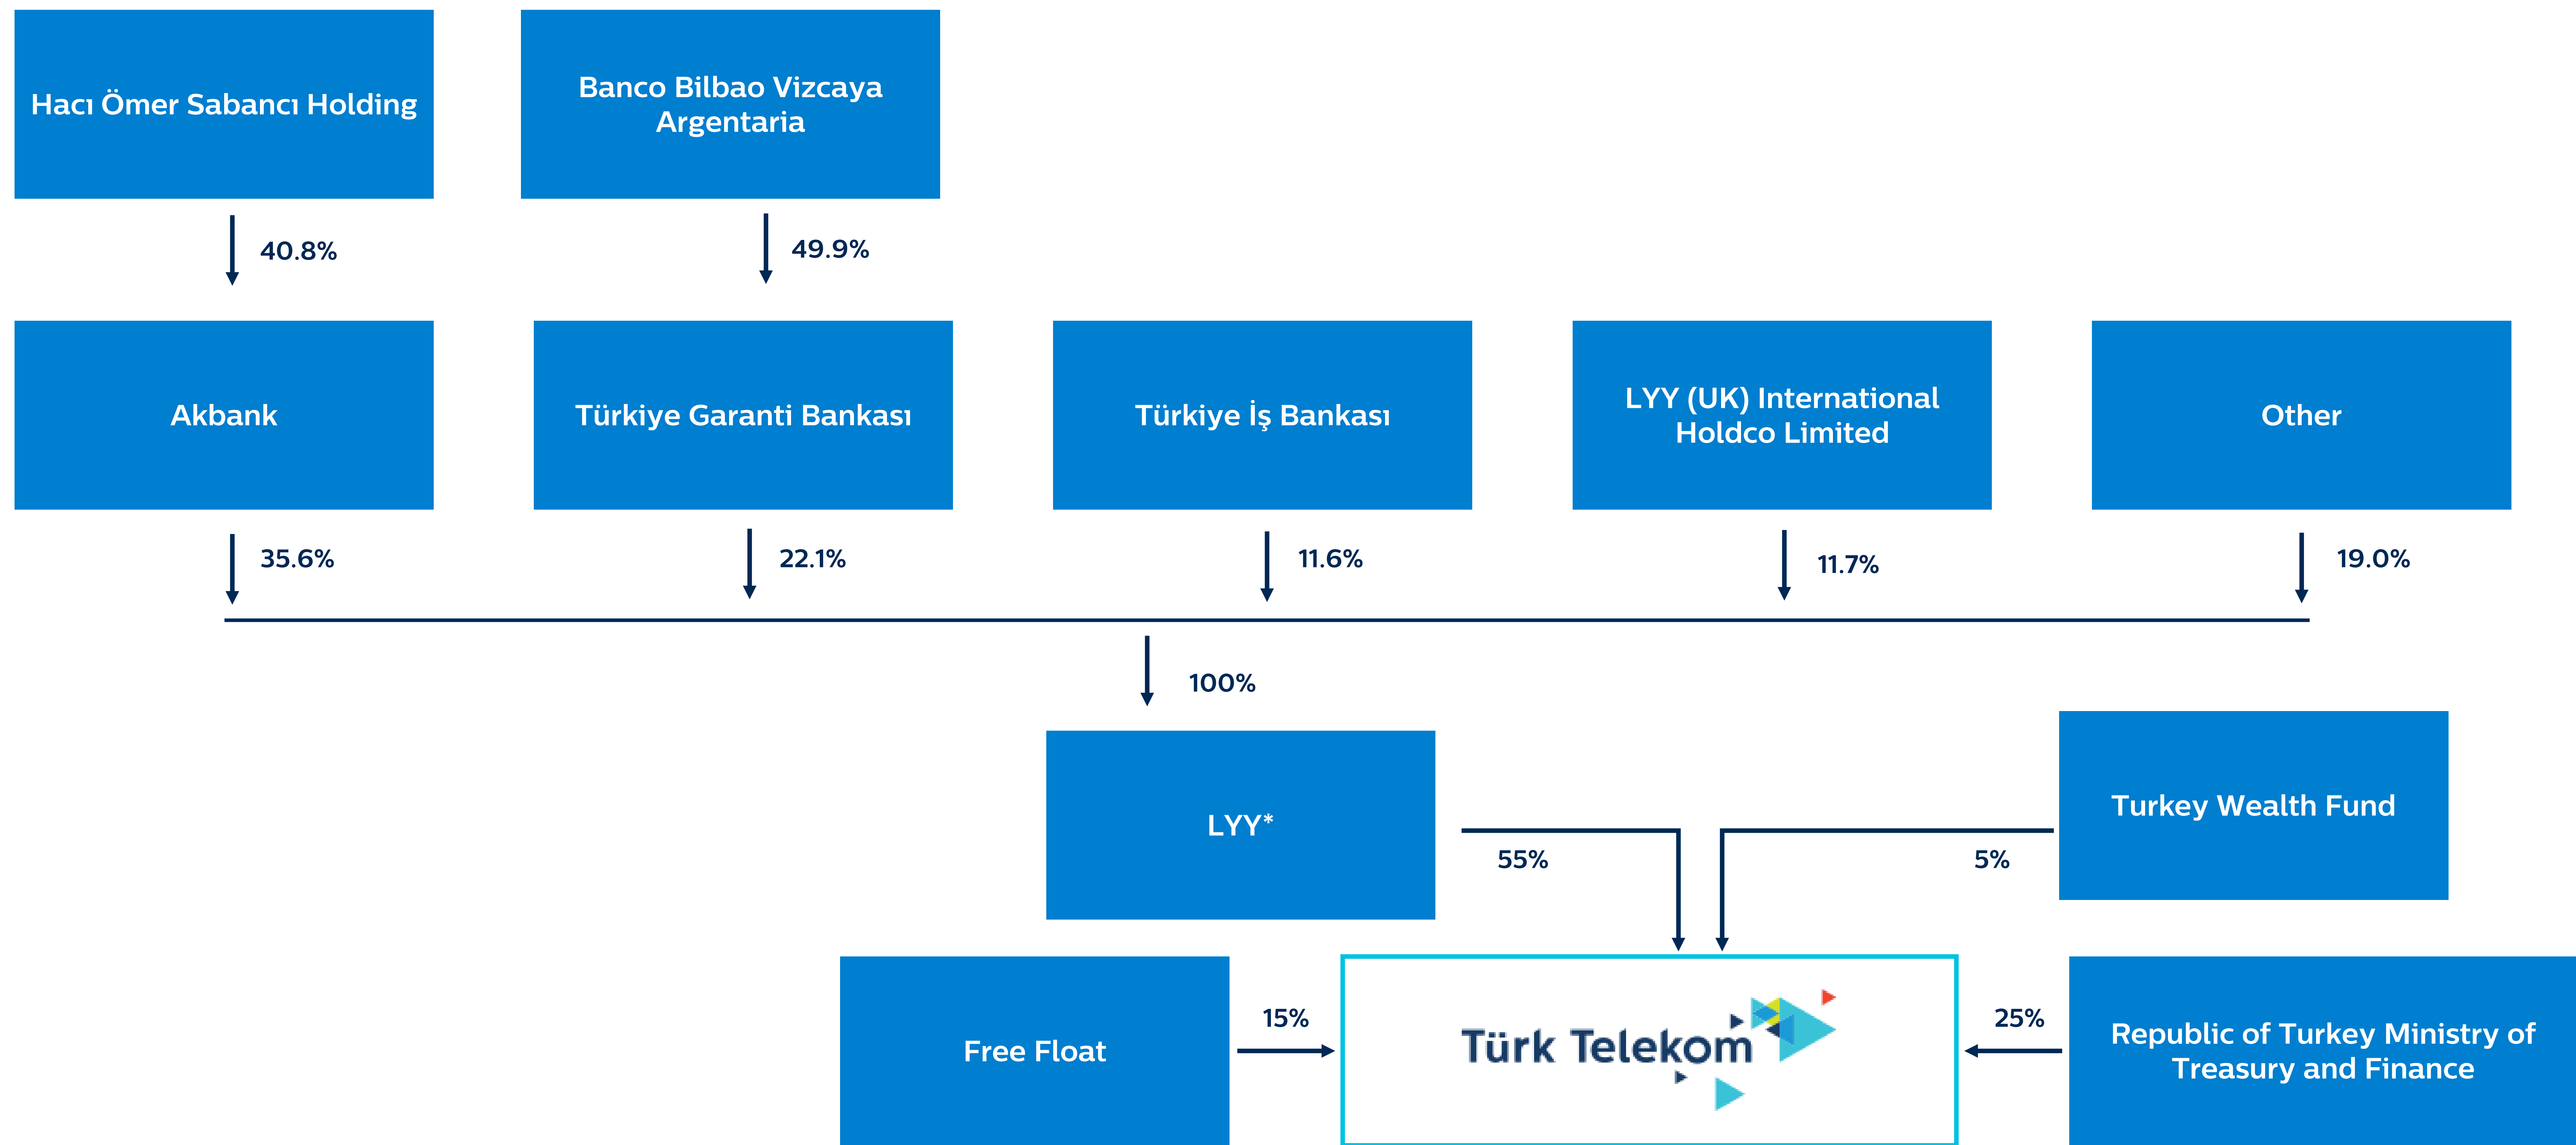 Hacı Ömer Sabancı Holding
Banco Bilbao Vizcaya
Argentaria
40.8%
49.9%
Akbank
Türkiye Garanti Bankası
Türkiye İş Bankası
LYY (UK) International
Holdco Limited
Other
35.6%
22.1%
11.6%
11.7%
19.0%
100%
LYY*
Turkey Wealth Fund
55%
5%
Free Float
15%
Türk Telekom
25%
Republic of Turkey Ministry of
Treasury and Finance